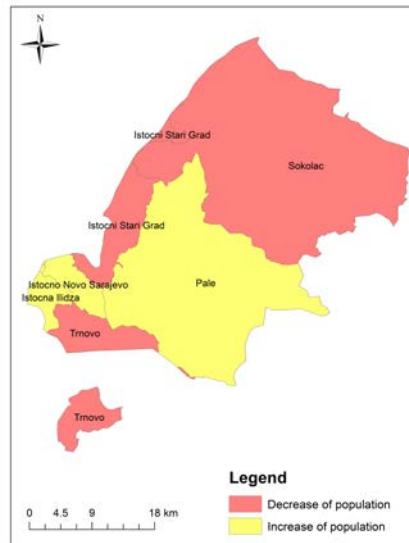 N
Istocni Stari Grad
Sokolac
Istocni Stari Grad
Pale
Istocno Novo Sarajevo
Istocna Ilidza
Trnovo
Trnovo
Legend
Decrease of population
Increase of population
0 4.5 9 18 km